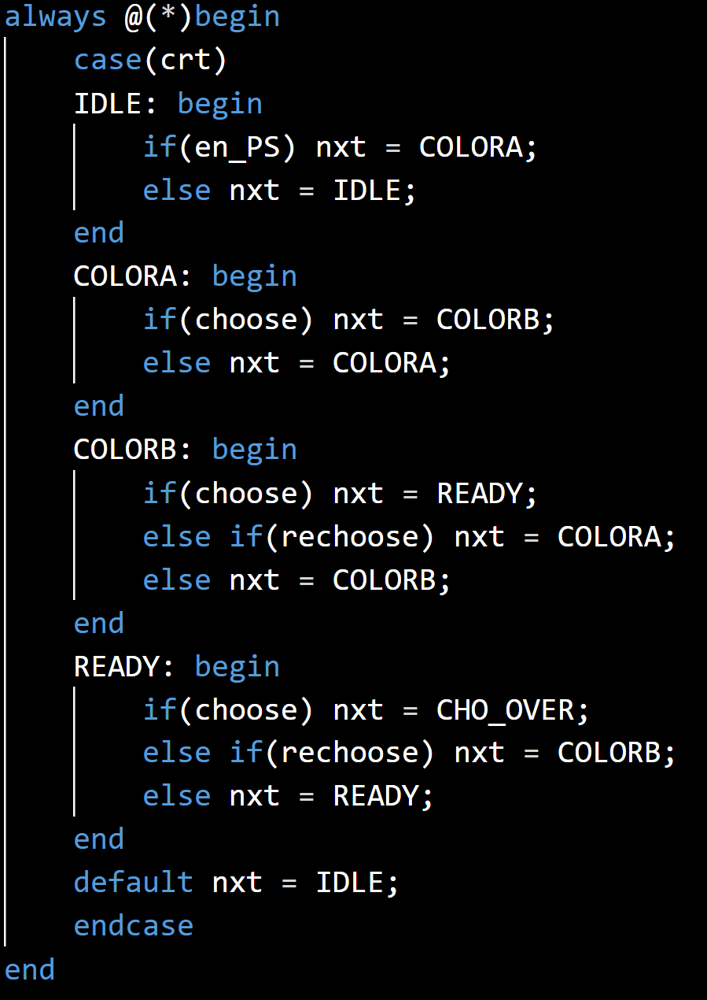 always @(*)begin
case(crt)
IDLE: begin
if(en_PS) nxt = COLORA;
else nxt = IDLE;
end
COLORA: begin
if(choose) nxt = COLORB;
else nxt = COLORA;
end
COLORB: begin
if(choose) nxt = READY;
else if(rechoose) nxt = COLORA;
else nxt = COLORB;
end
READY: begin
if(choose) nxt = CHO_OVER;
else if(rechoose) nxt = COLORB;
else nxt = READY;
end
default nxt = IDLE;
endcase
end